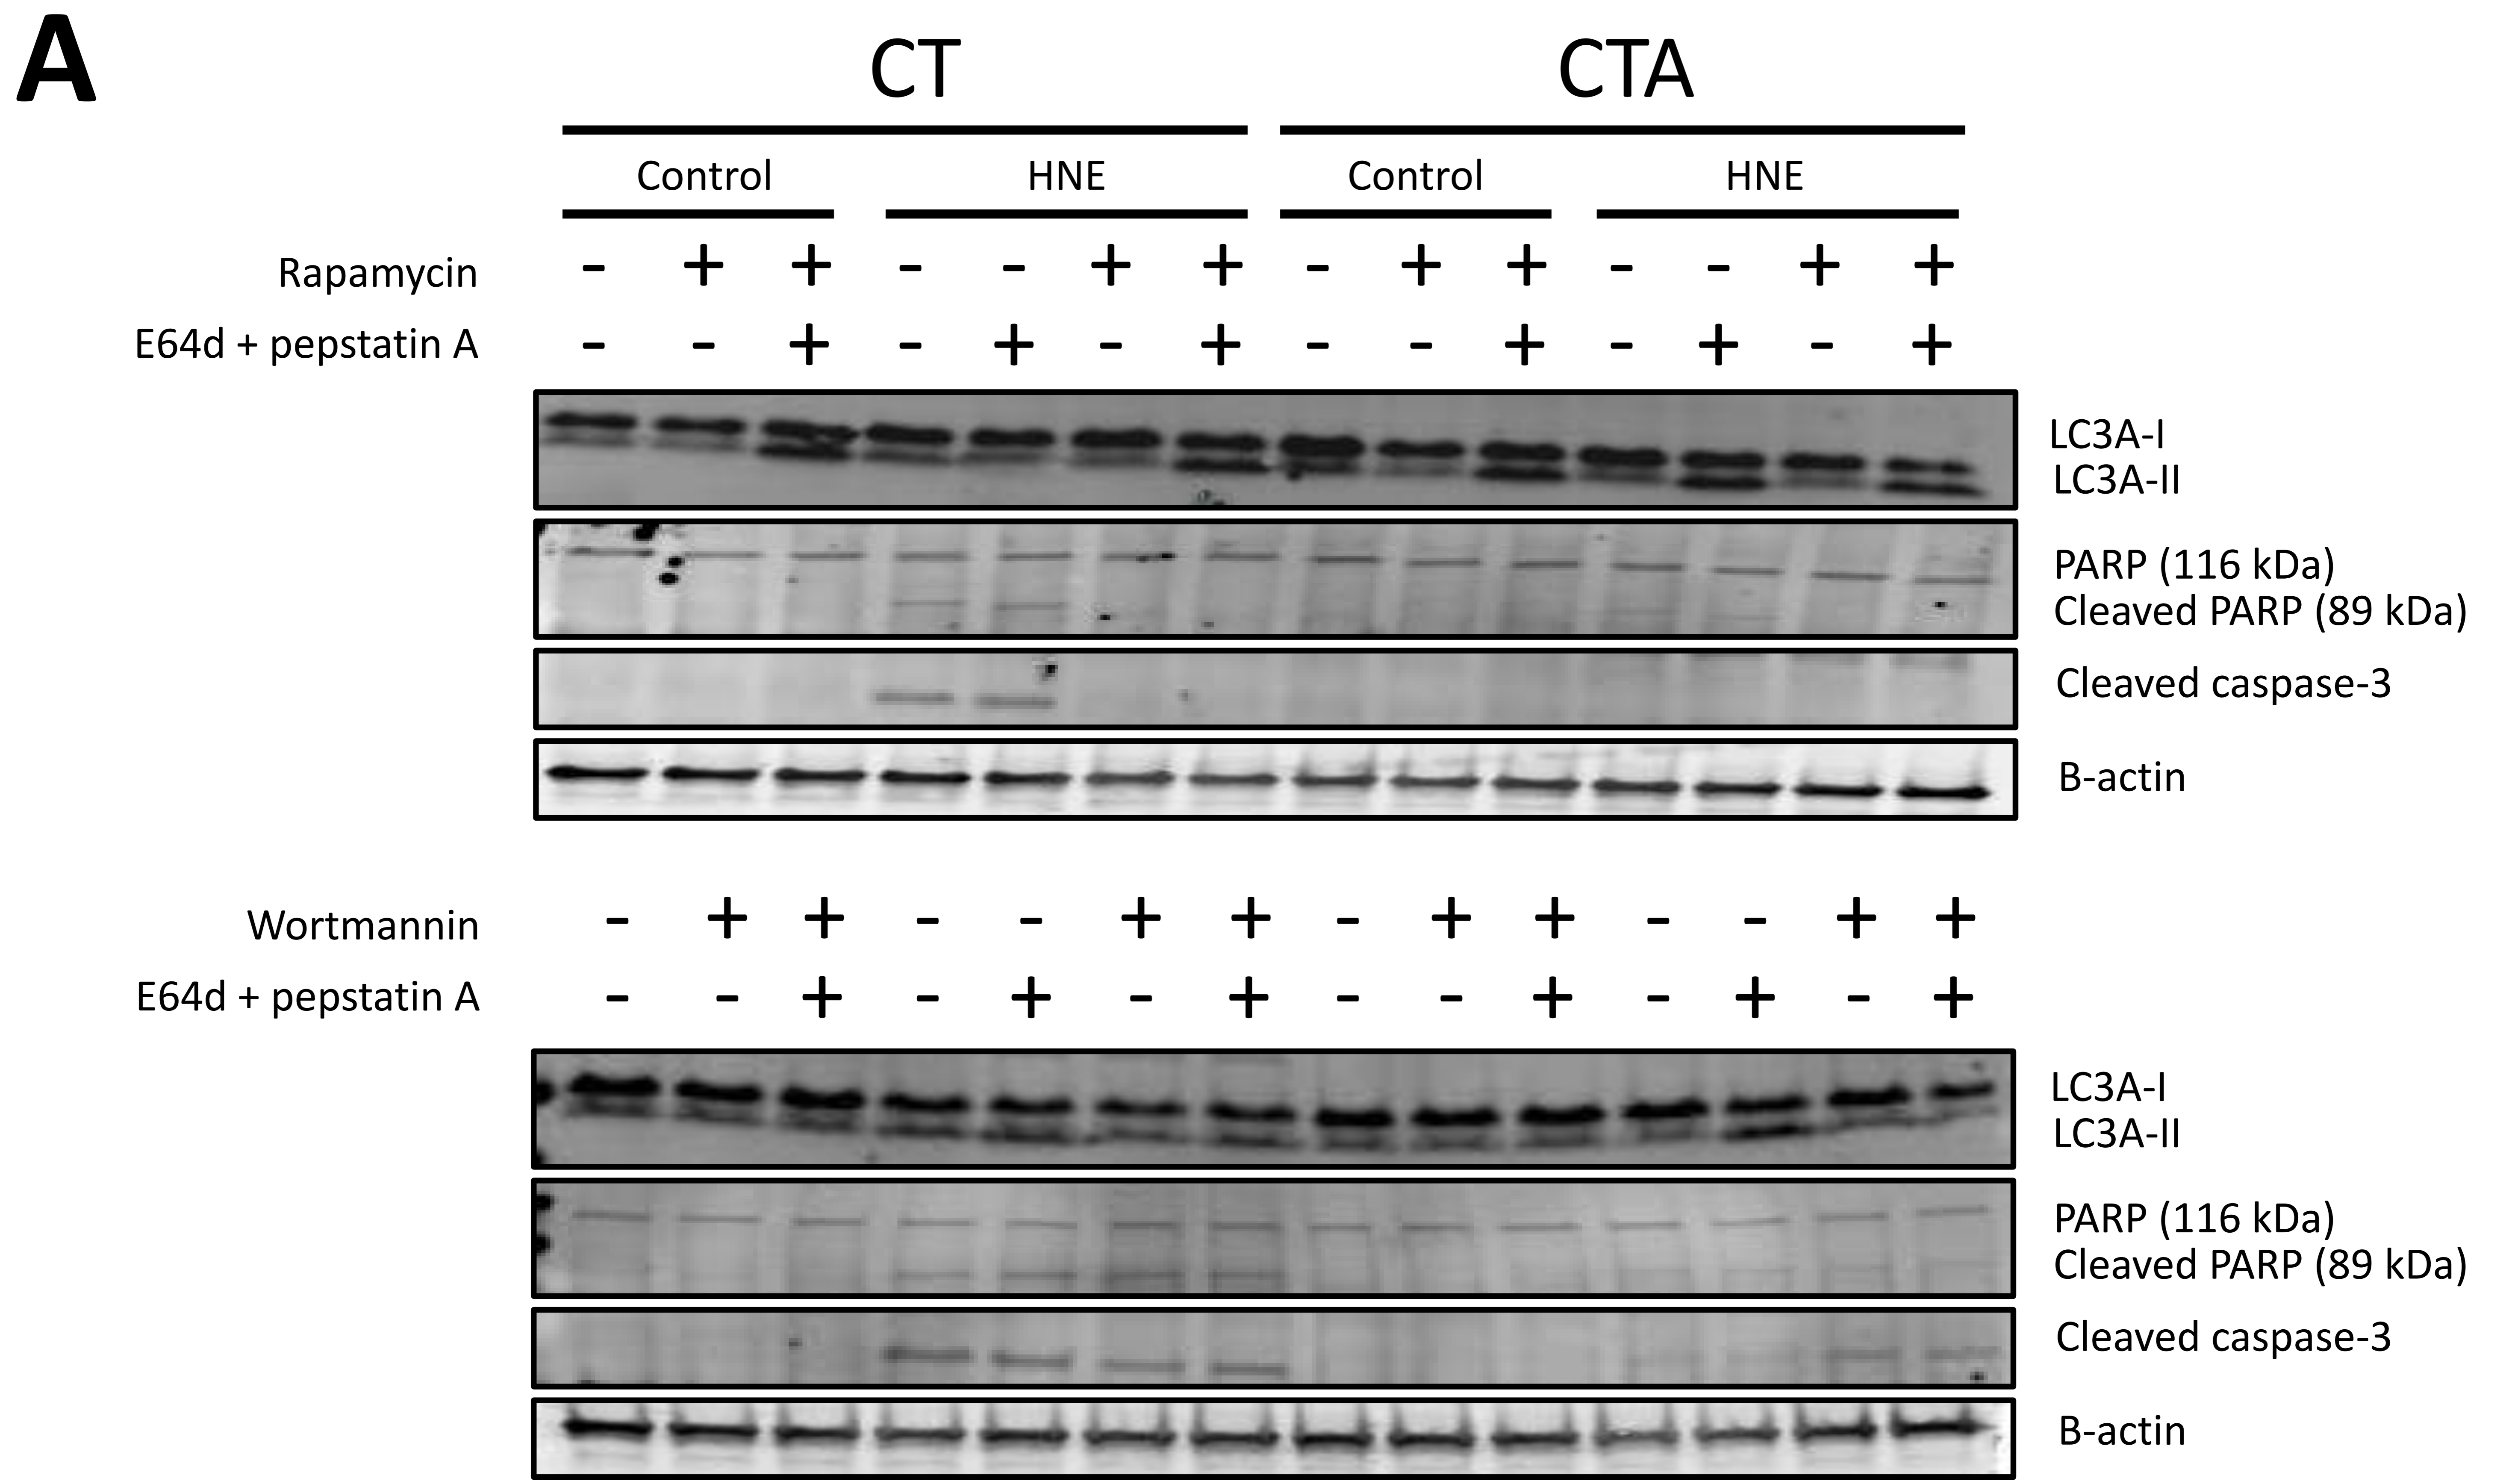 A
CT CTA
Control HNE Control HNE
Rapamycin - + + - - + + - + + - - + +
E64d + pepstatin A - - + - + - + - - + - + - +
LC3A-I
LC3A-II
PARP (116 kDa)
Cleaved PARP (89 kDa)
Cleaved caspase-3
B-actin
Wortmannin - + + - - + + - + + - - + +
E64d + pepstatin A - - + - + - + - - + - + - +
LC3A-I
LC3A-II
PARP (116 kDa)
Cleaved PARP (89 kDa)
Cleaved caspase-3
B-actin